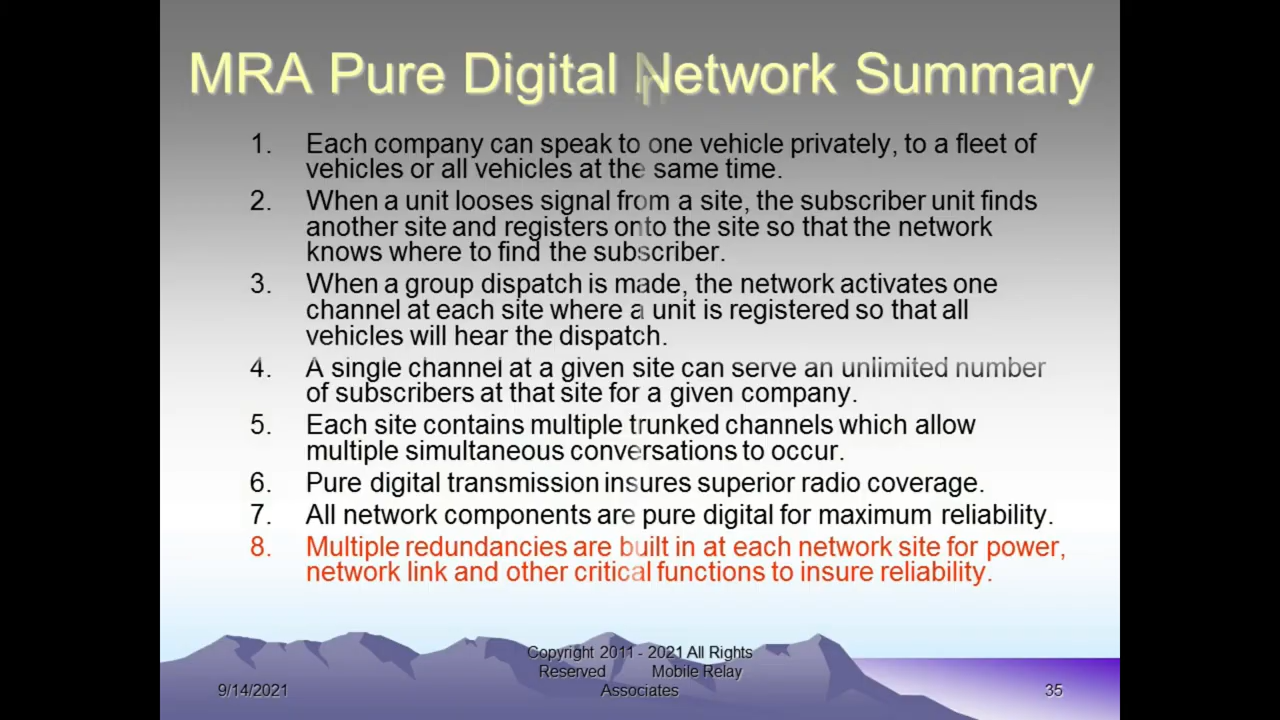 MRA Pure Digital Network Summary
1. Each company can speak to one vehicle privately, to a fleet of
vehicles or all vehicles at the same time.
2. When a unit looses signal from a site, the subscriber unit finds
another site and registers onto the site so that the network
knows where to find the subscriber.
3. When a group dispatch is made, the network activates one
channel at each site where a unit is registered so that all
vehicles will hear the dispatch.
4. A single channel at a given site can serve an unlimited number
of subscribers at that site for a given company.
5. Each site contains multiple trunked channels which allow
multiple simultaneous conversations to occur.
6. Pure digital transmission insures superior radio coverage.
7. All network components are pure digital for maximum reliability.
8. Multiple redundancies are built in at each network site for power,
network link and other critical functions to insure reliability.
9/14/2021
Copyright 2011 - 2021 All Rights
Reserved Mobile Relay
Associates
35